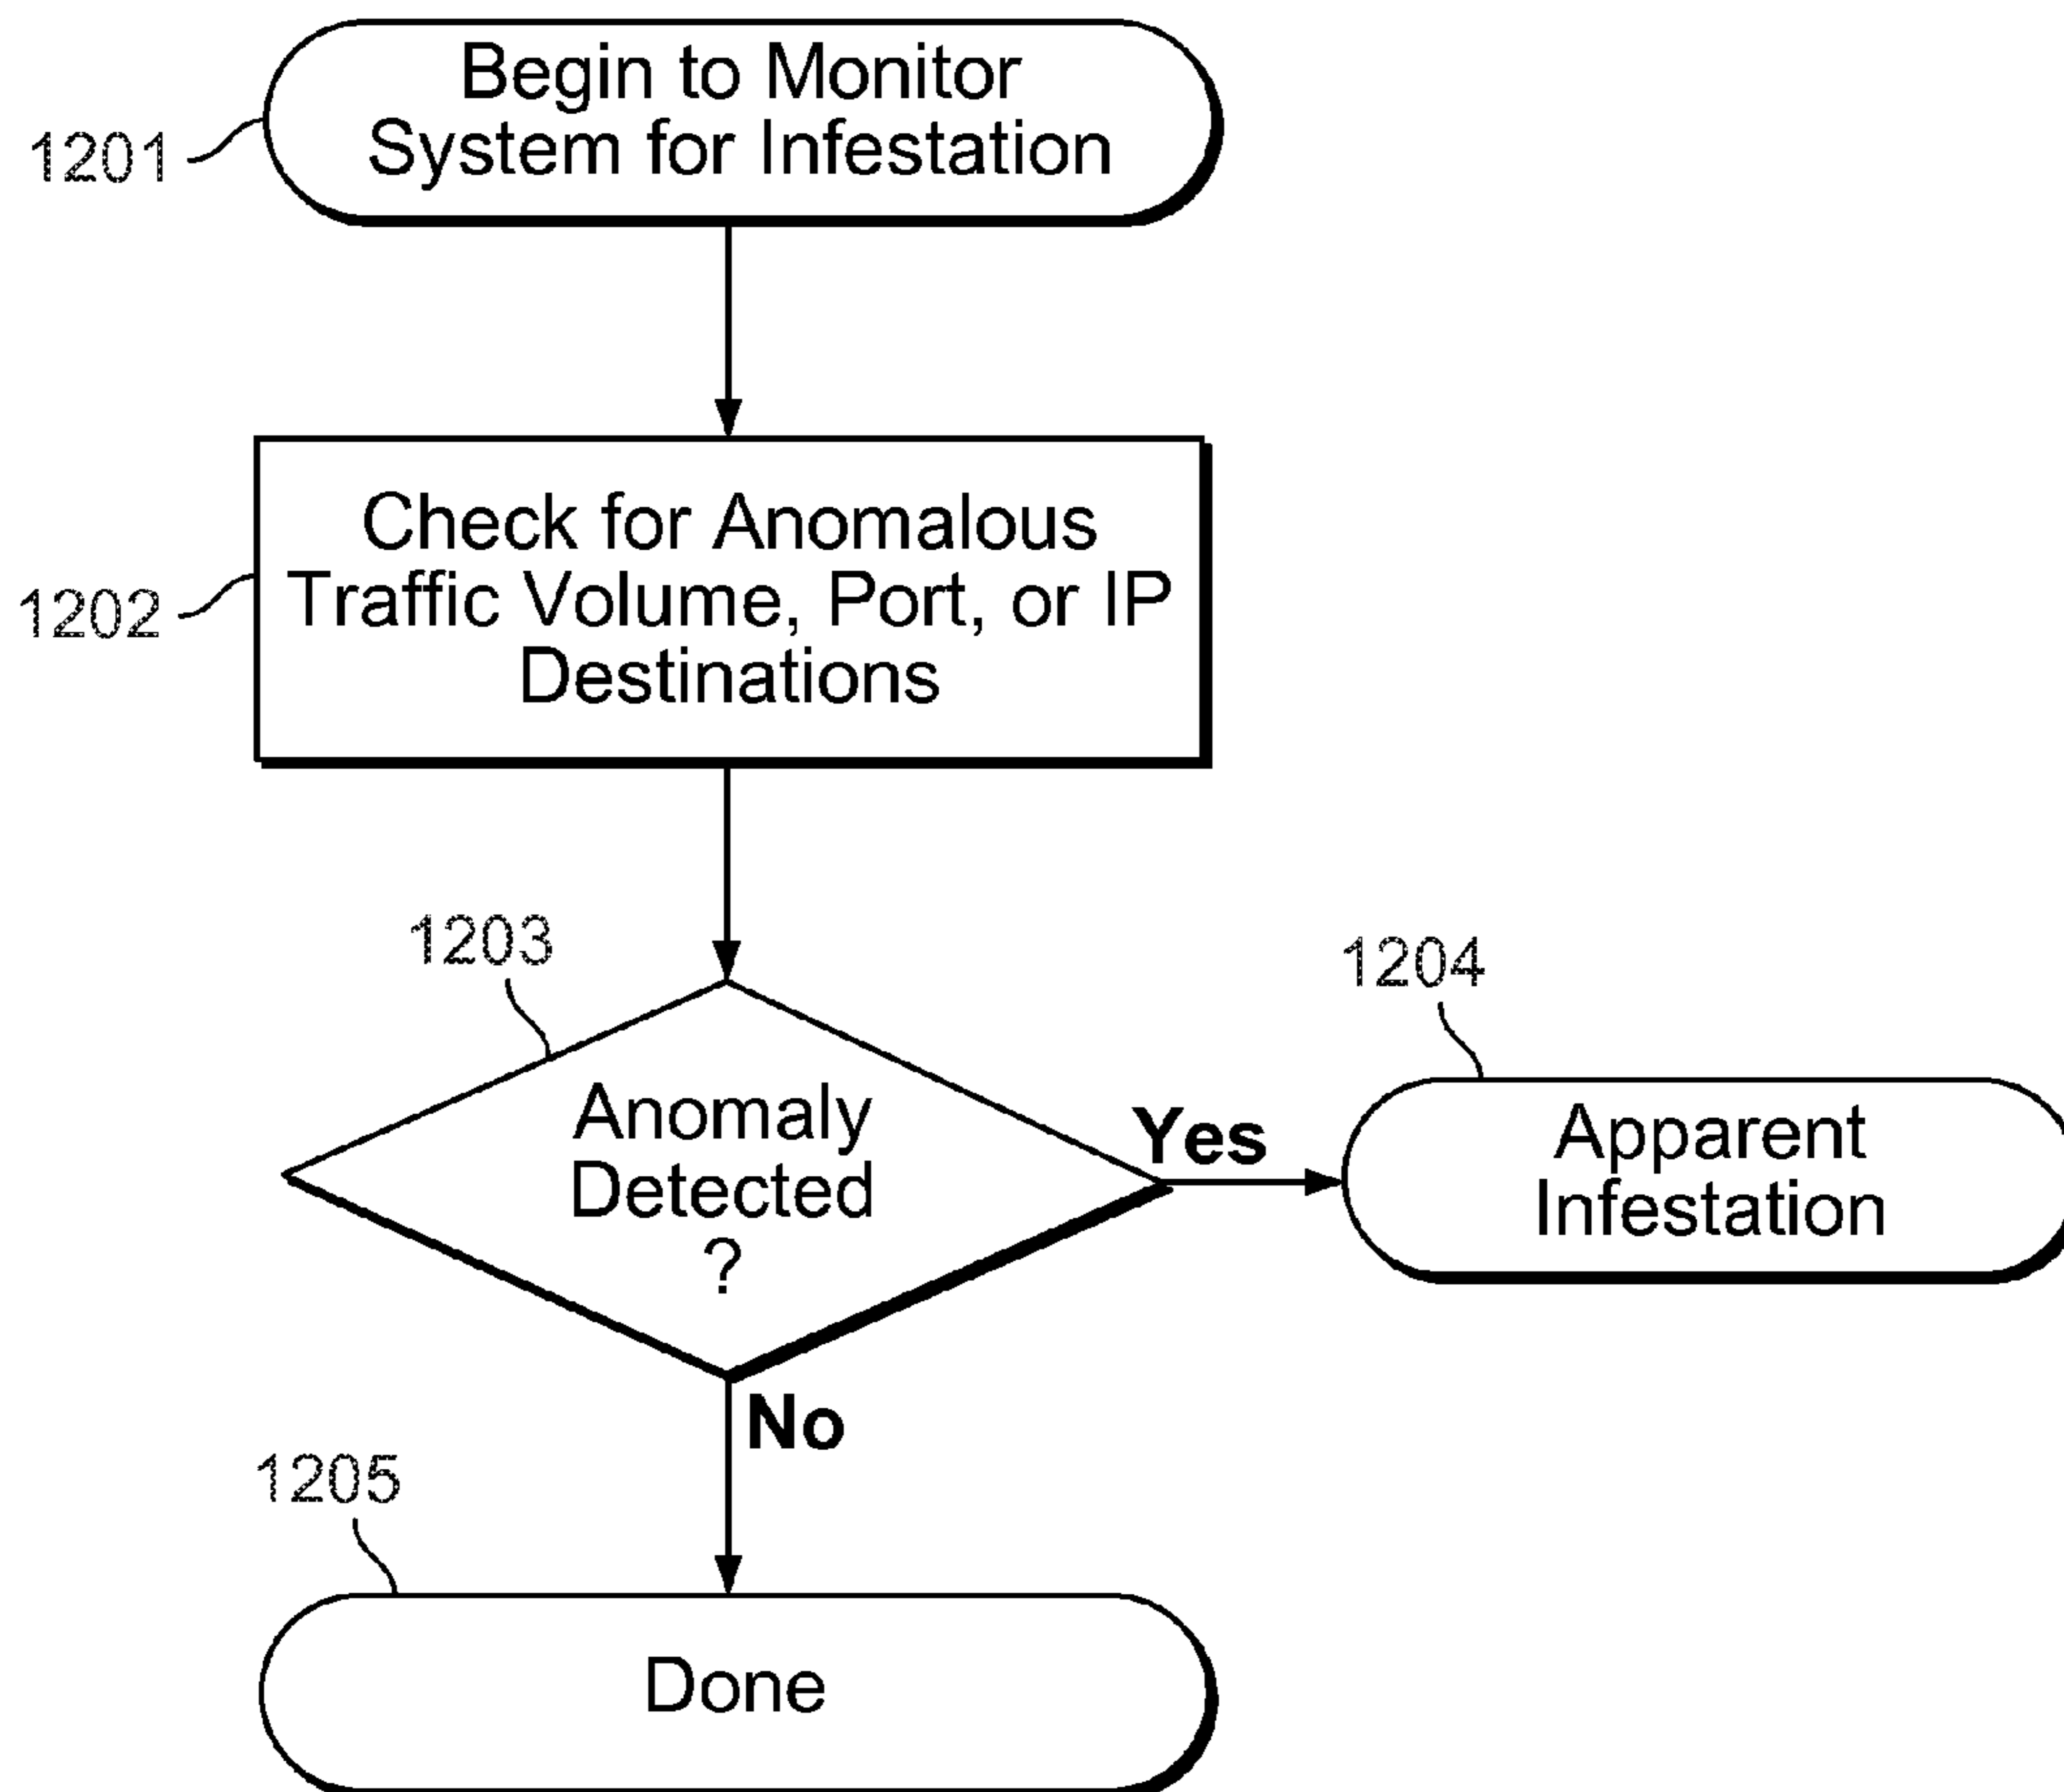 Begin to Monitor
System for Infestation
1201
Check for Anomalous
Traffic Volume, Port, or IP
Destinations
1202
1203
Anomaly
Detected
?
Yes
1204
Apparent
Infestation
No
1205
Done